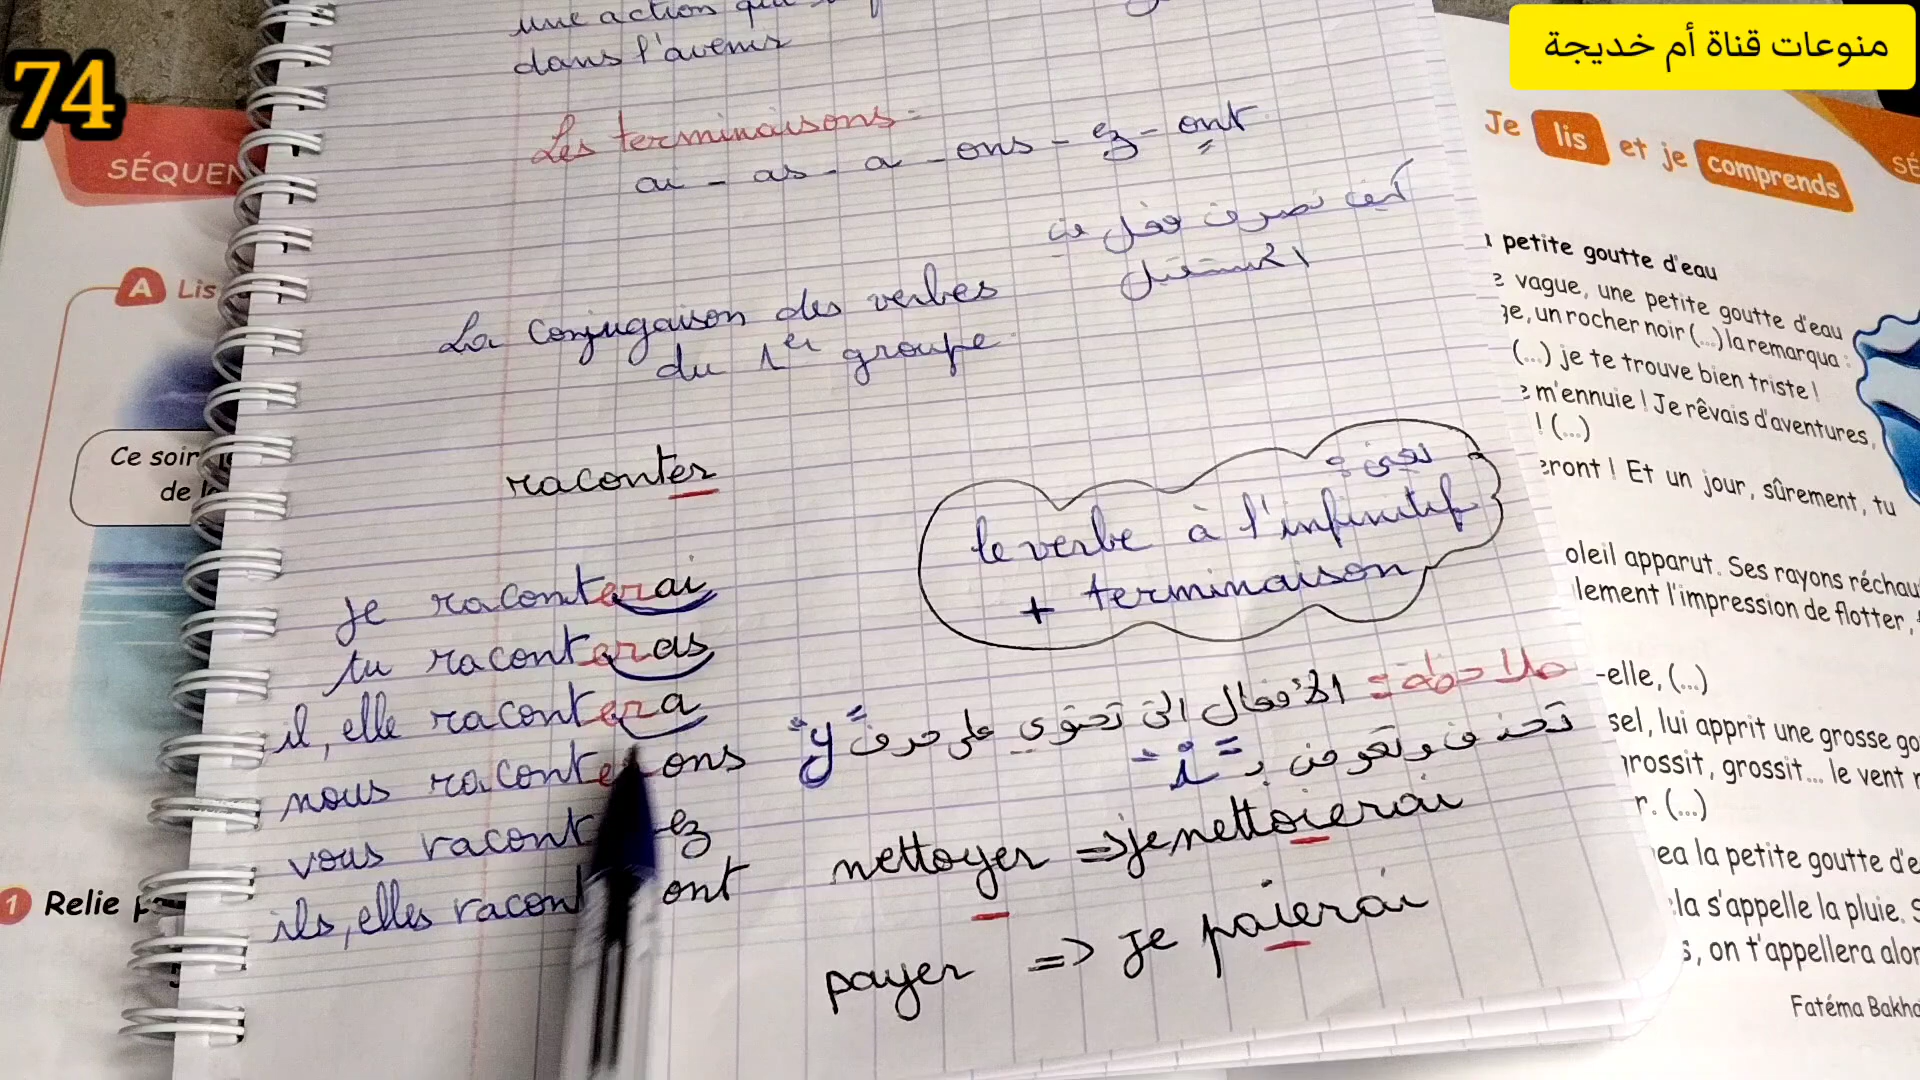 74
منوعات قناة أم خديجة
une action qui
dans l'avenir
Les terminaisons:
ai - as - a - ons - ez - ont
كيف نصرف فعل في
المستقبل
La conjugaison des verbes
du 1er groupe
raconter
نعني:
le verbe à l'infinitif
+ terminaison
je raconterai
tu raconteras
il, elle racontera
nous raconterons
vous racont ez
ils, elles racont ont
ملاحظة: الأفعال التي تحتوي على حرف "y"
تحذف وتعوض بـ "i"
nettoyer => je nettoierai
payer => je paierai
SÉQUEN
A Lis
Ce soir
de l
1 Relie p
Je lis et je comprends
SÉ
petite goutte d'eau
e vague, une petite goutte d'eau
ge, un rocher noir (...) la remarqua :
(...) je te trouve bien triste !
e m'ennuie ! Je rêvais d'aventures,
! (...)
eront ! Et un jour, sûrement, tu
oleil apparut. Ses rayons réchau
lement l'impression de flotter,
-elle, (...)
sel, lui apprit une grosse go
grossit, grossit... le vent
r. (...)
ea la petite goutte d'e
la s'appelle la pluie. S
s, on t'appellera alor
Fatéma Bakha